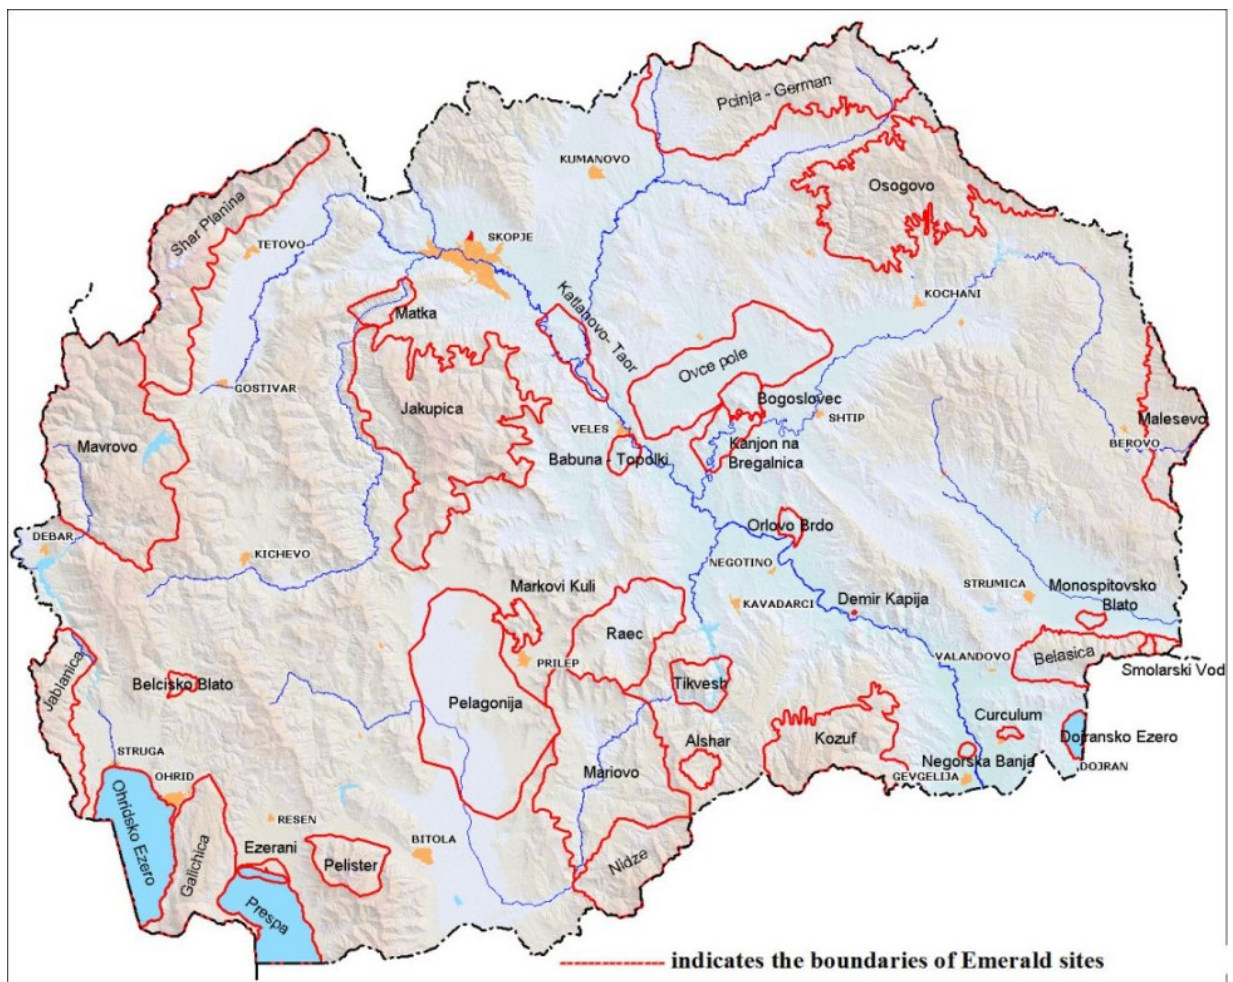 Pcinja - German
KUMANOVO
Osogovo
Shar Planina
TETOVO
SKOPJE
KOCHANI
Katlanovo- Taor
Matka
Ovce pole
GOSTIVAR
Jakupica
Bogoslovec
SHTIP
Malesevo
VELES
BEROVO
Mavrovo
Babuna - Topolki
Kanjon na
Bregalnica
Orlovo Brdo
DEBAR
KICHEVO
NEGOTINO
STRUMICA
Monospitovsko
Blato
Markovi Kuli
KAVADARCI
Demir Kapija
Raec
Belasica
VALANDOVO
Smolarski Vod
PRILEP
Jablanica
Belcisko Blato
Tikvesh
Pelagonija
Curculum
Kozuf
Alshar
Dojransko Ezero
STRUGA
Mariovo
Negorska Banja
DOJRAN
OHRID
GEVGELIJA
Ohridsko Ezero
RESEN
BITOLA
Ezerani
Galichica
Pelister
Nidze
Prespa
indicates the boundaries of Emerald sites